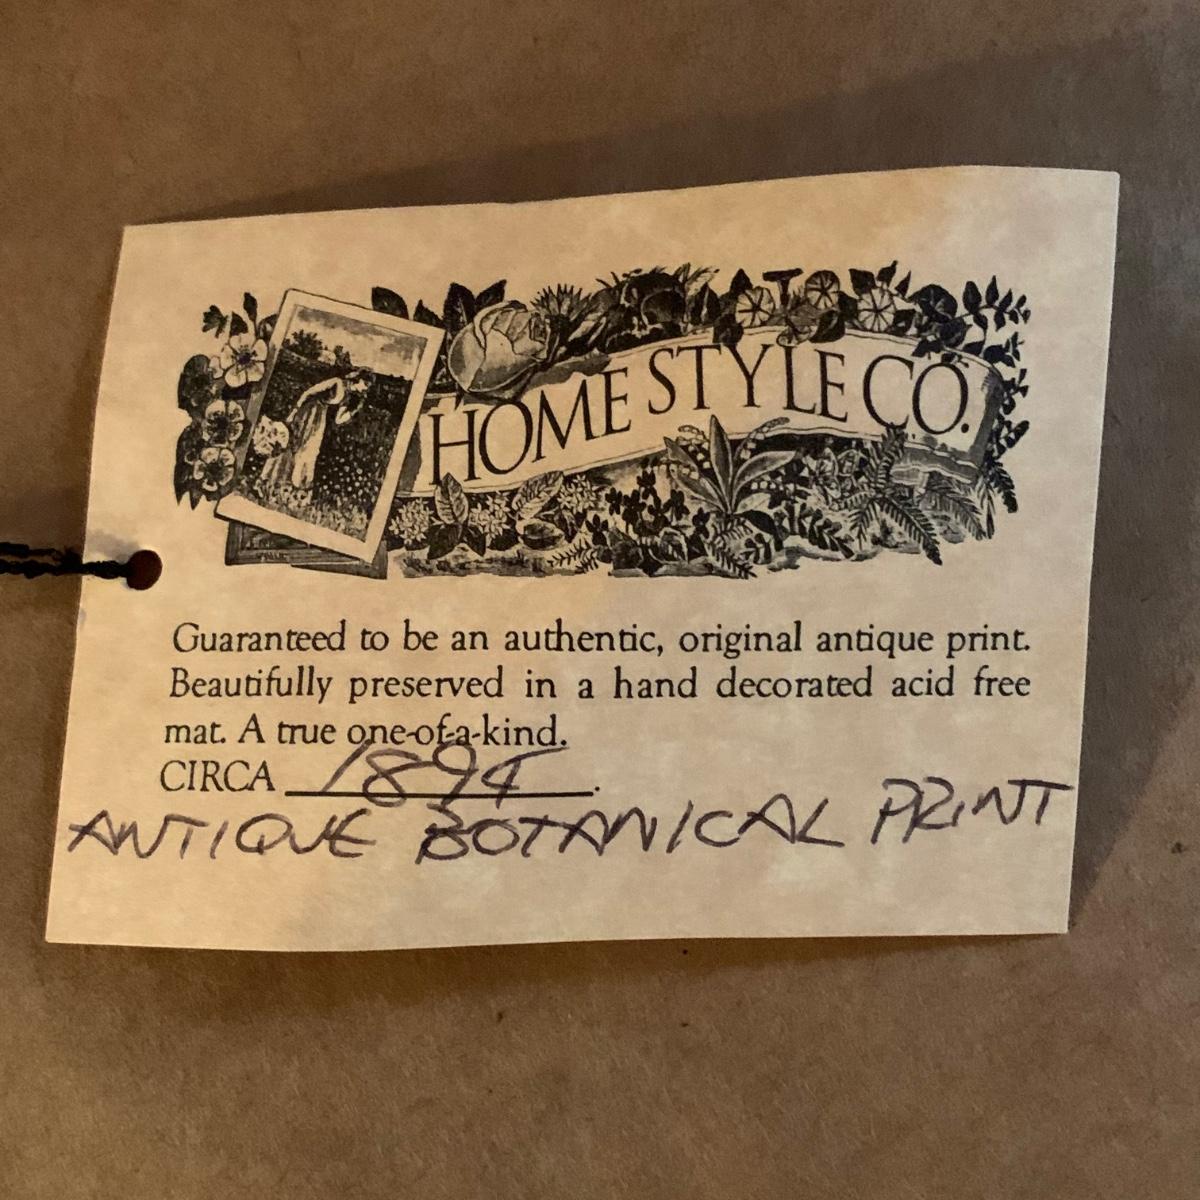 HOME STYLE CO.
Guaranteed to be an authentic, original antique print.
Beautifully preserved in a hand decorated acid free
mat. A true one-of-a-kind.
CIRCA 1894.
ANTIQUE BOTANICAL PRINT